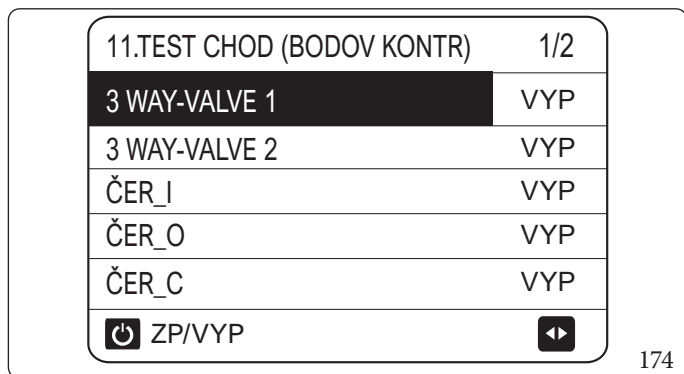 11.TEST CHOD (BODOV KONTR) 1/2
3 WAY-VALVE 1 VYP
3 WAY-VALVE 2 VYP
ČER_I VYP
ČER_O VYP
ČER_C VYP
ZP/VYP
174